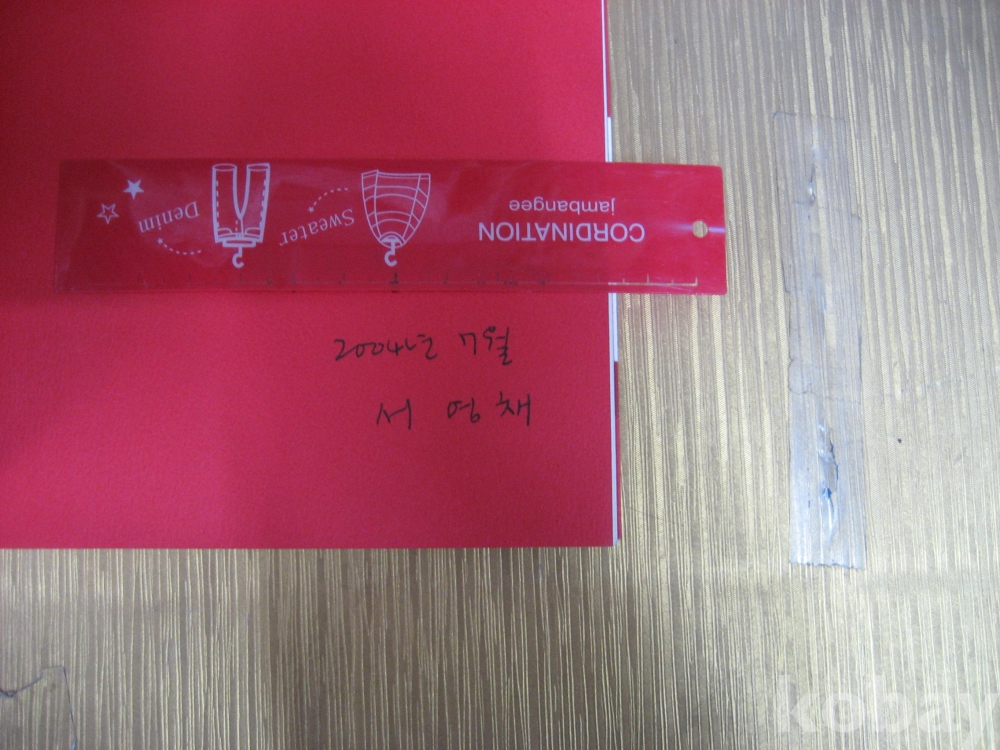 CORDINATION
jambangee
Sweater
Denim
2004년 7월
서영채
kobay